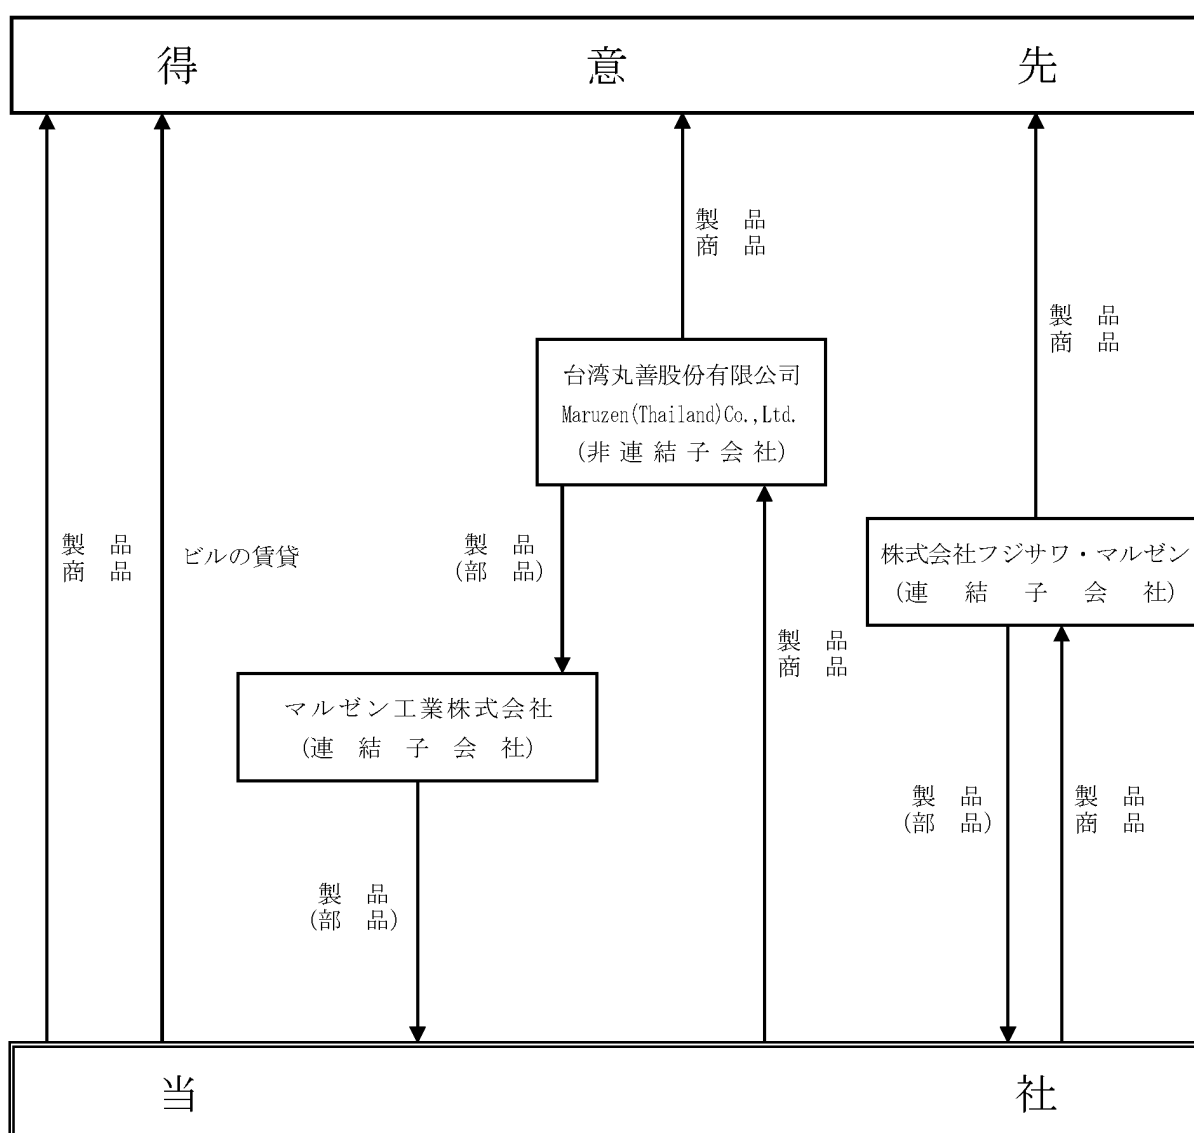 得意先
製品
商品
製品
商品
台湾丸善股份有限公司
Maruzen(Thailand)Co.,Ltd.
(非連結子会社)
製品
商品
ビルの賃貸
製品
(部品)
株式会社フジサワ・マルゼン
(連結子会社)
製品
商品
マルゼン工業株式会社
(連結子会社)
製品
(部品)
製品
商品
製品
(部品)
当社